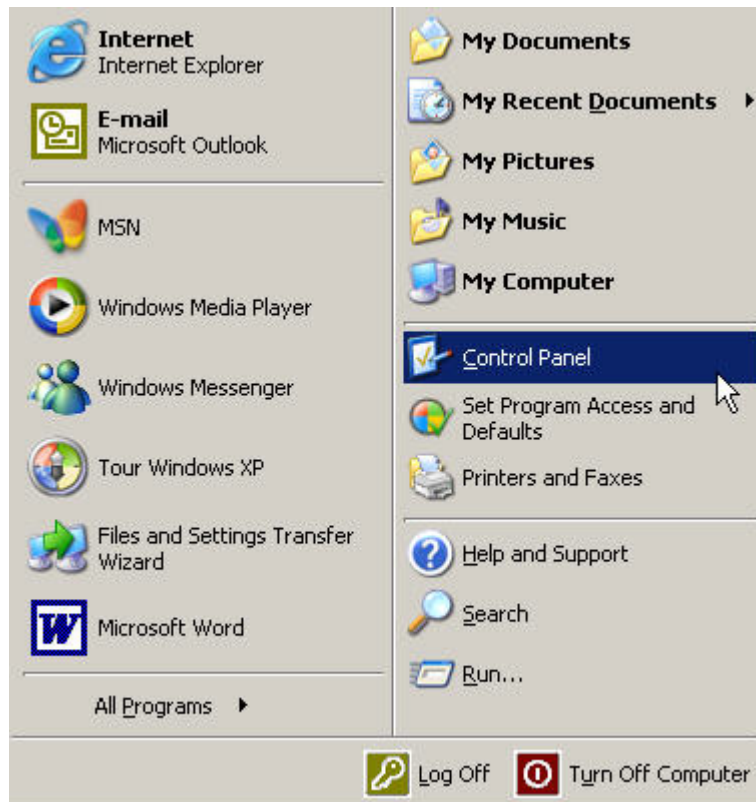 Internet
Internet Explorer
E-mail
Microsoft Outlook
MSN
Windows Media Player
Windows Messenger
Tour Windows XP
Files and Settings Transfer
Wizard
Microsoft Word
All Programs
My Documents
My Recent Documents
My Pictures
My Music
My Computer
Control Panel
Set Program Access and
Defaults
Printers and Faxes
Help and Support
Search
Run...
Log Off
Turn Off Computer